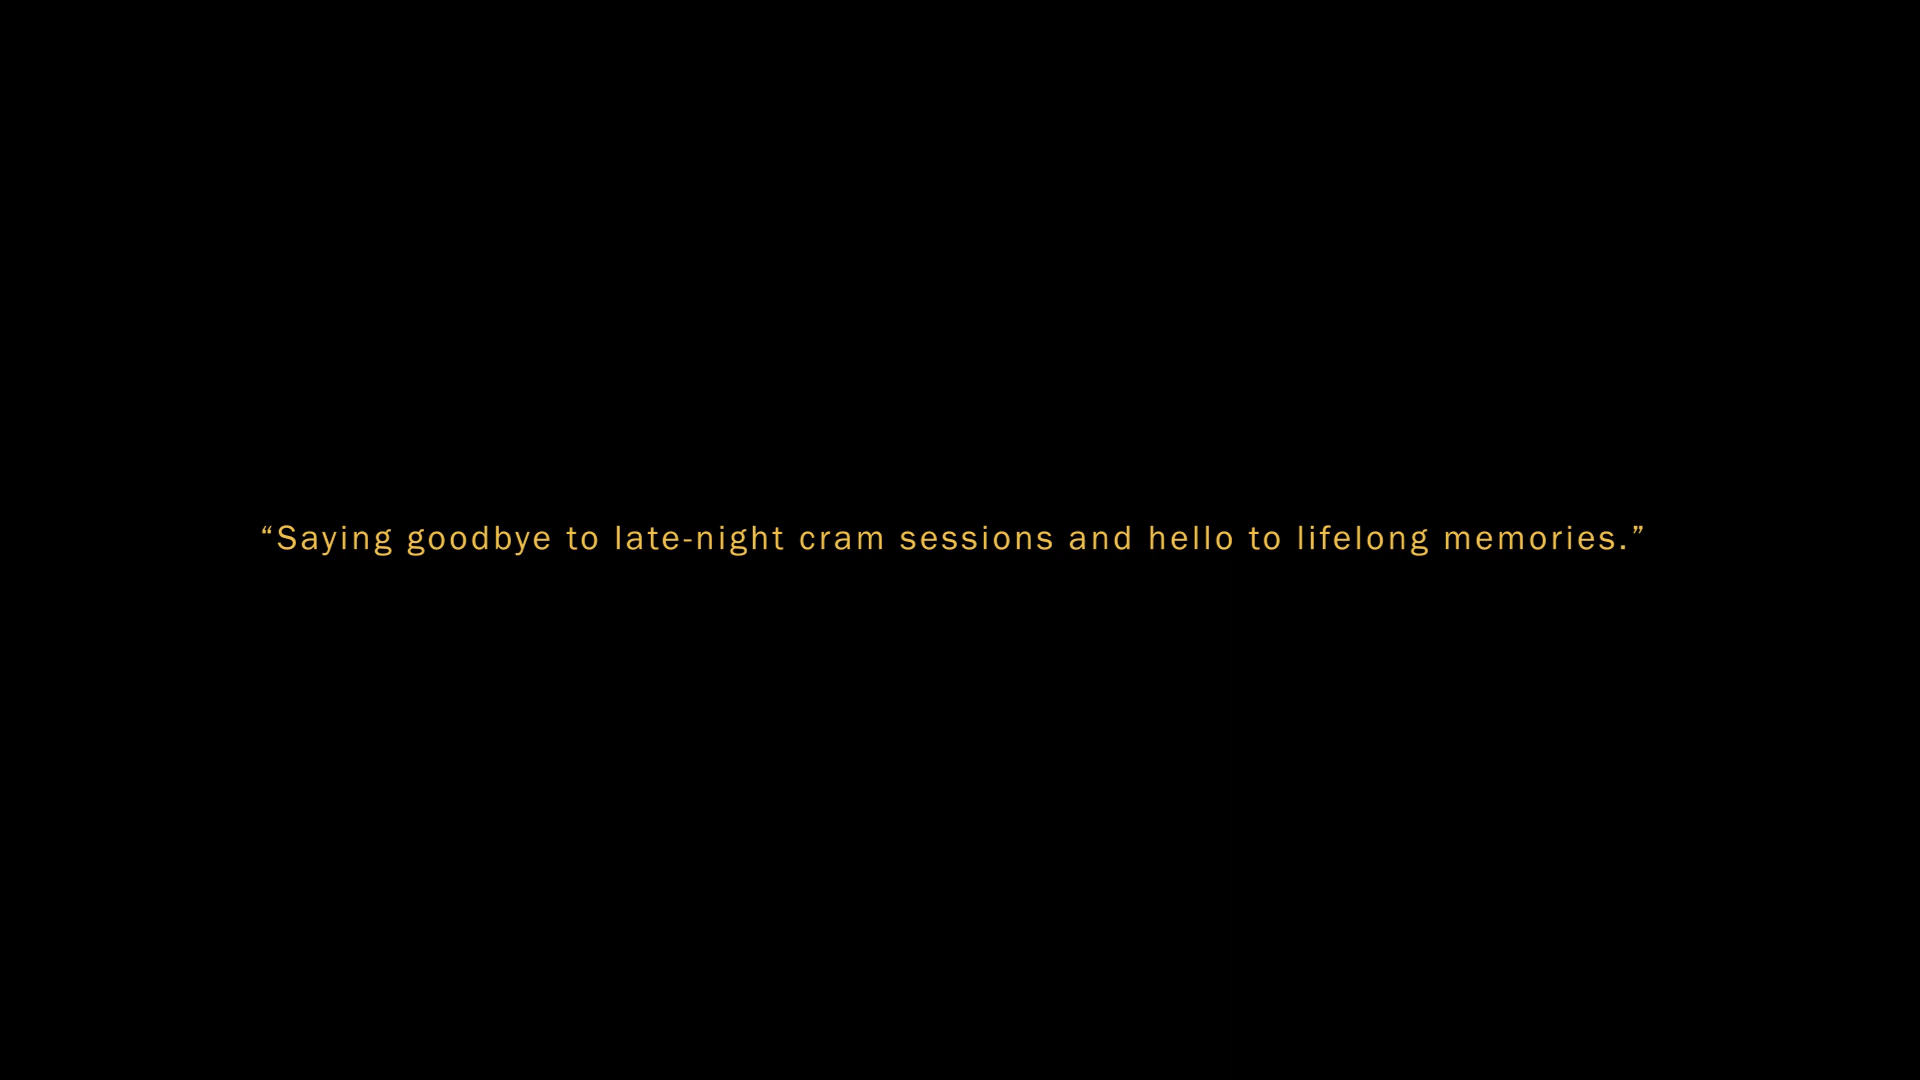 “Saying goodbye to late-night cram sessions and hello to lifelong memories.”